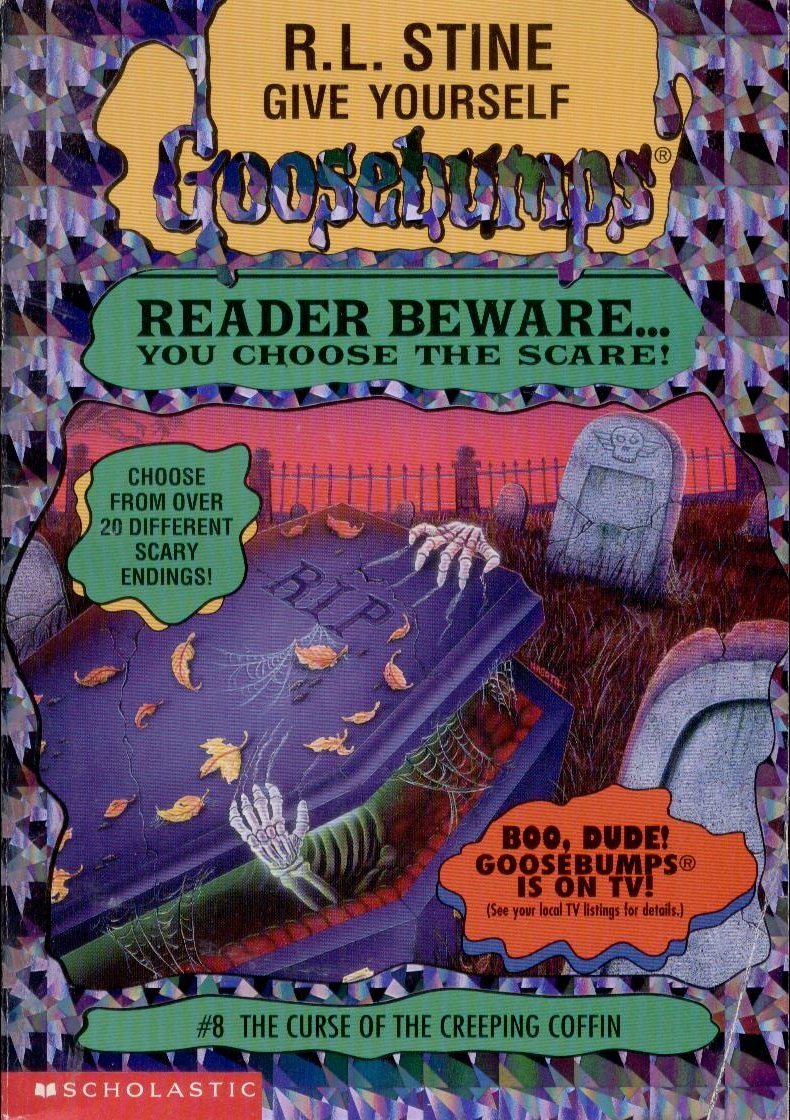 R.L. STINE
GIVE YOURSELF
Goosebumps®
READER BEWARE...
YOU CHOOSE THE SCARE!
CHOOSE
FROM OVER
20 DIFFERENT
SCARY
ENDINGS!
RIP
BOO, DUDE!
GOOSEBUMPS®
IS ON TV!
(See your local TV listings for details.)
#8 THE CURSE OF THE CREEPING COFFIN
SCHOLASTIC